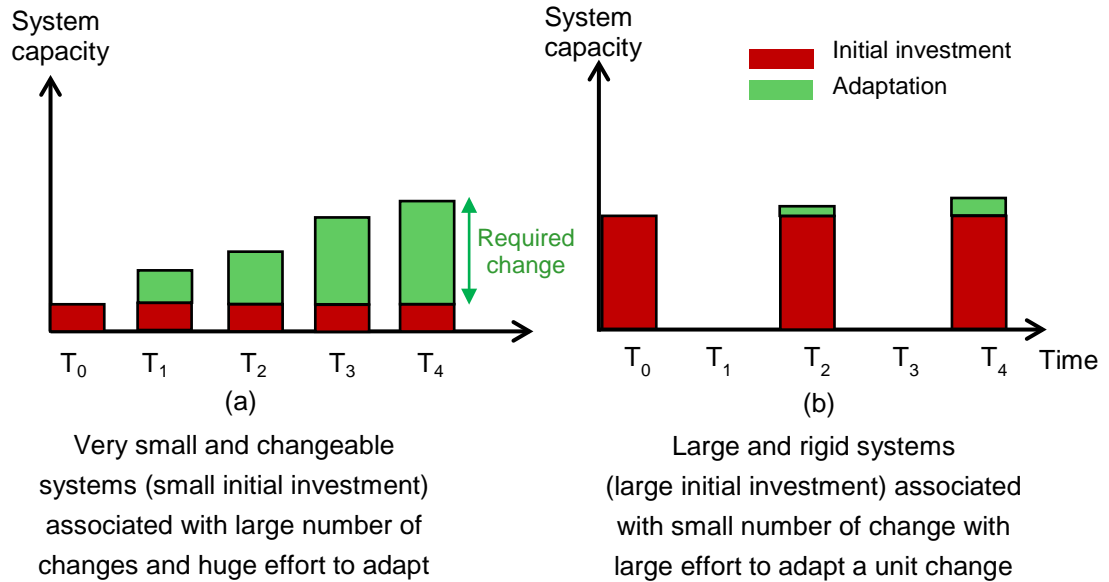 System
capacity
Required
change
T0 T1 T2 T3 T4
(a)
Very small and changeable
systems (small initial investment)
associated with large number of
changes and huge effort to adapt
System
capacity
Initial investment
Adaptation
T0 T1 T2 T3 T4 Time
(b)
Large and rigid systems
(large initial investment) associated
with small number of change with
large effort to adapt a unit change